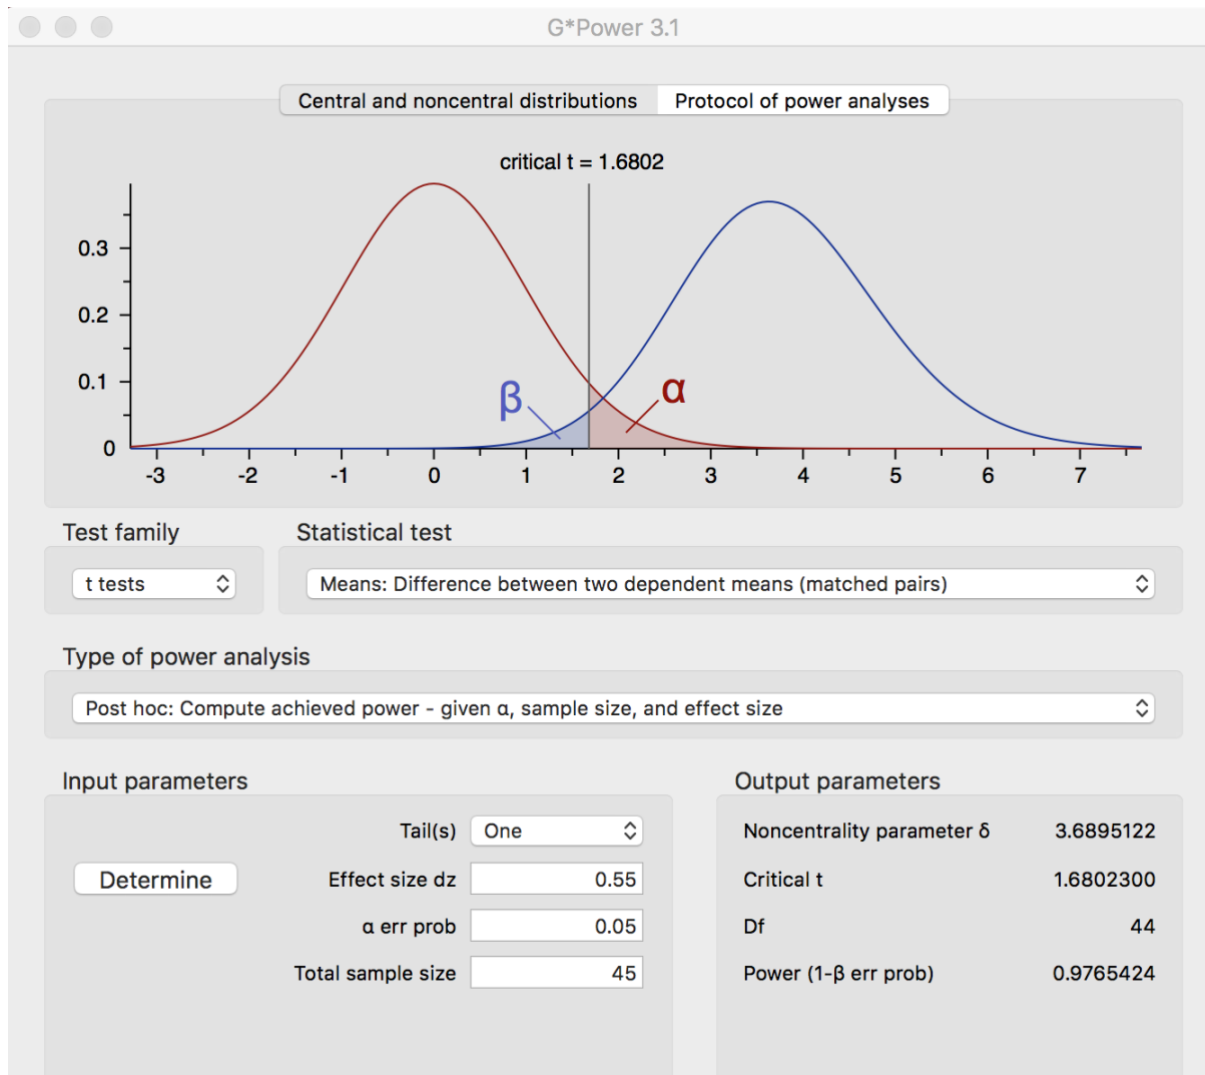 G*Power 3.1
Central and noncentral distributions Protocol of power analyses
critical t = 1.6802
0.3
0.2
0.1
0
β
α
-3 -2 -1 0 1 2 3 4 5 6 7
Test family Statistical test
t tests Means: Difference between two dependent means (matched pairs)
Type of power analysis
Post hoc: Compute achieved power - given α, sample size, and effect size
Input parameters
Tail(s) One
Determine Effect size dz 0.55
α err prob 0.05
Total sample size 45
Output parameters
Noncentrality parameter δ 3.6895122
Critical t 1.6802300
Df 44
Power (1-β err prob) 0.9765424